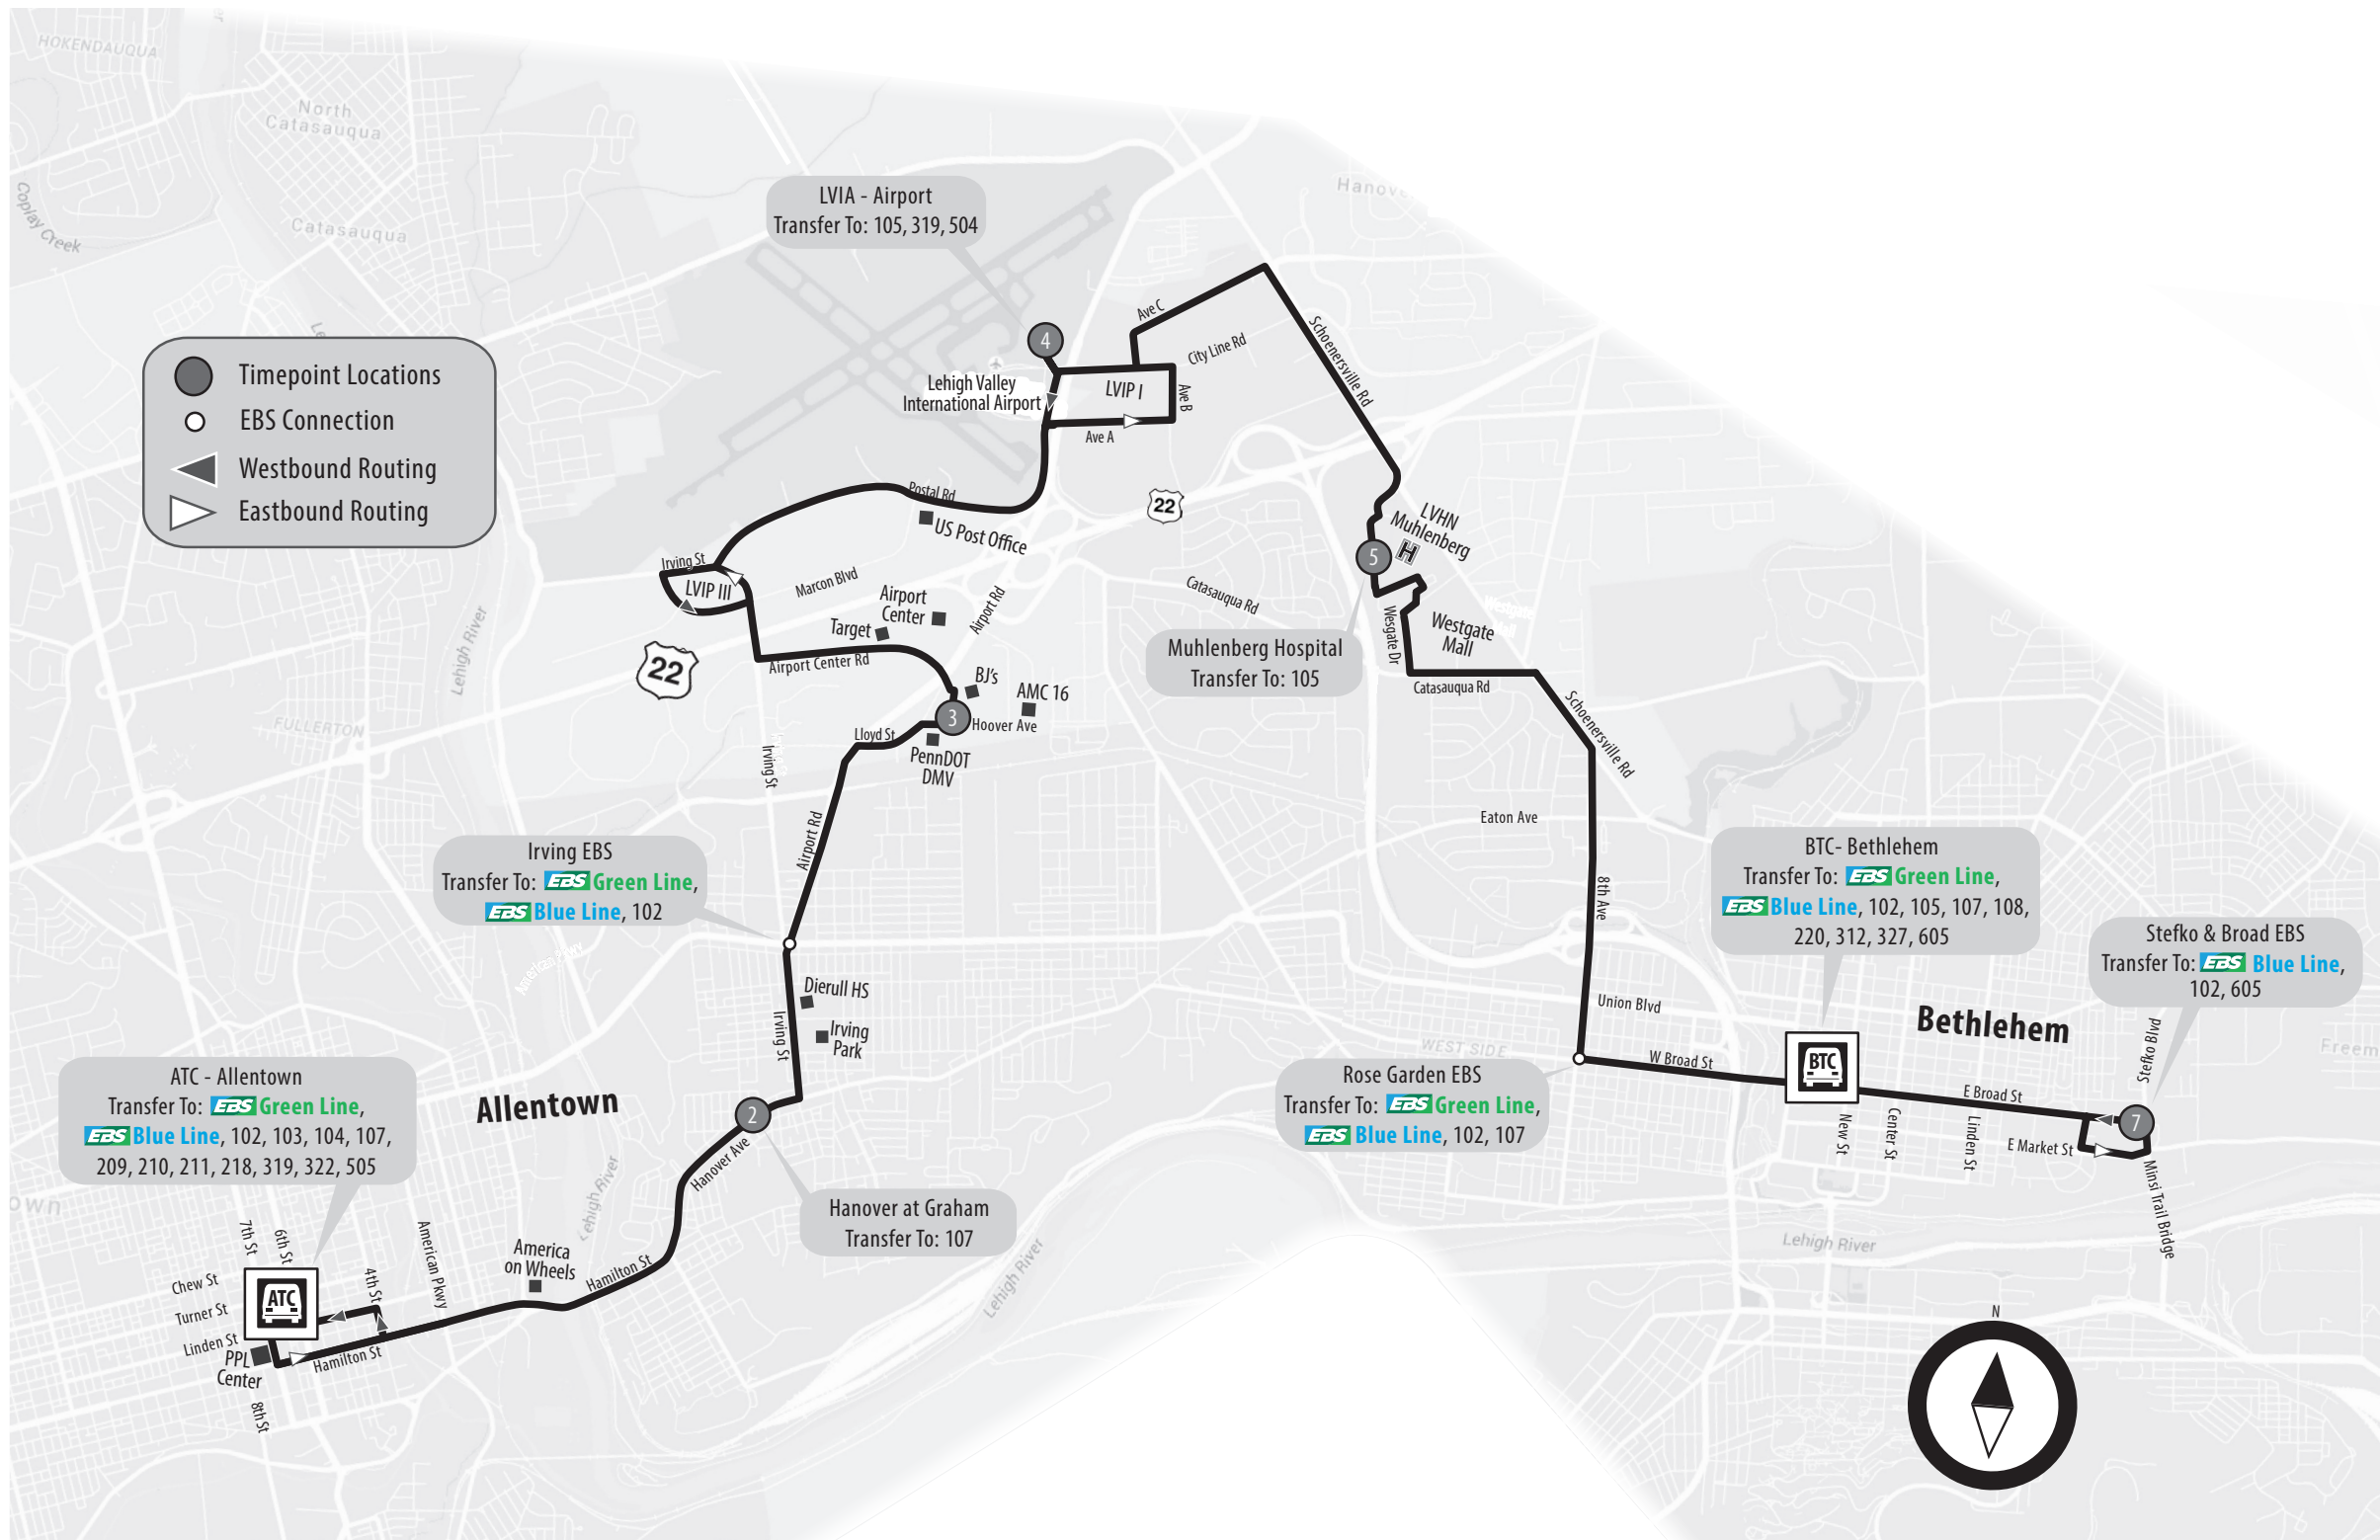 HOKENDAUQUA
North
Catasauqua
Coplay Creek
Catasauqua
LVIA - Airport
Transfer To: 105, 319, 504
Timepoint Locations
EBS Connection
Westbound Routing
Eastbound Routing
4
Lehigh Valley
International Airport
Ave C
City Line Rd
LVIP I
Ave B
Ave A
Schoenersville Rd
22
Postal Rd
US Post Office
Irving St
LVIP III
Marcon Blvd
Airport
Center
Target
Airport Rd
Airport Center Rd
22
BJ's
AMC 16
3
Hoover Ave
Lloyd St
PennDOT
DMV
Irving St
Airport Rd
Lehigh River
FULLERTON
LVHN
Muhlenberg
H
5
Catasauqua Rd
Muhlenberg Hospital
Transfer To: 105
Wesgate Dr
Westgate
Mall
Westgate
Mall
Catasauqua Rd
Schoenersville Rd
Eaton Ave
8th Ave
Irving EBS
Transfer To: EBS Green Line,
EBS Blue Line, 102
American Pkwy
Dierull HS
Irving
Park
Irving St
Union Blvd
BTC- Bethlehem
Transfer To: EBS Green Line,
EBS Blue Line, 102, 105, 107, 108,
220, 312, 327, 605
Stefko & Broad EBS
Transfer To: EBS Blue Line,
102, 605
Bethlehem
Stefko Blvd
WEST SIDE
W Broad St
BTC
E Broad St
7
E Market St
New St
Center St
Linden St
Minsi Trail Bridge
Rose Garden EBS
Transfer To: EBS Green Line,
EBS Blue Line, 102, 107
ATC - Allentown
Transfer To: EBS Green Line,
EBS Blue Line, 102, 103, 104, 107,
209, 210, 211, 218, 319, 322, 505
Allentown
2
Hanover Ave
Hanover at Graham
Transfer To: 107
Lehigh River
Lehigh River
Lehigh River
7th St
6th St
4th St
American Pkwy
America
on Wheels
Hamilton St
Chew St
Turner St
Linden St
ATC
PPL
Center
Hamilton St
8th St
N